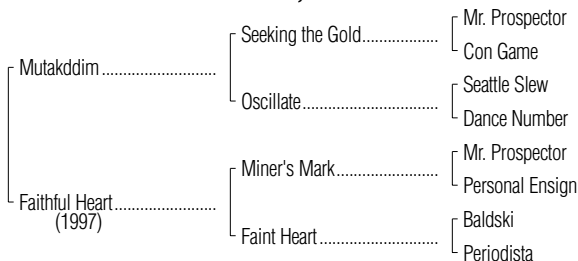 Mr. Prospector
Seeking the Gold..................
Con Game
Mutakddim ...........................
Seattle Slew
Oscillate................................
Dance Number
Mr. Prospector
Miner's Mark........................
Personal Ensign
Faithful Heart........................
(1997)
Baldski
Faint Heart............................
Periodista